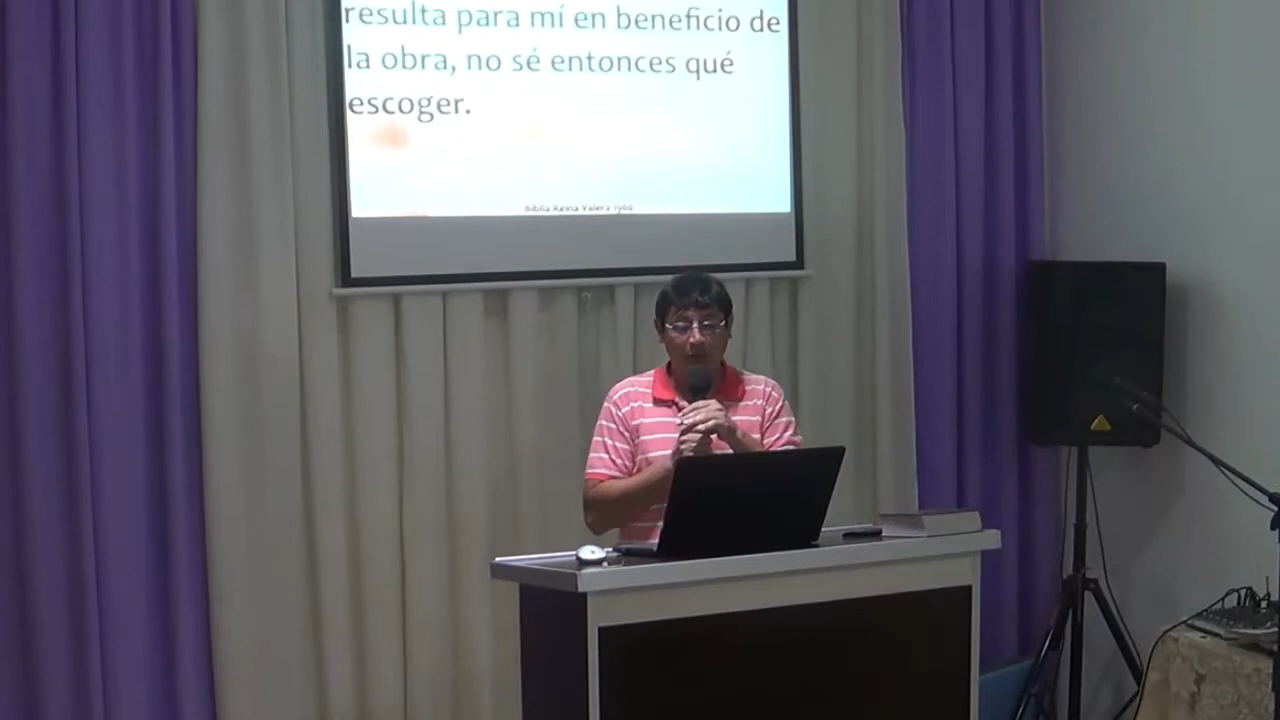 resulta para mí en beneficio de
la obra, no sé entonces qué
escoger.
Biblia Reina Valera 1960